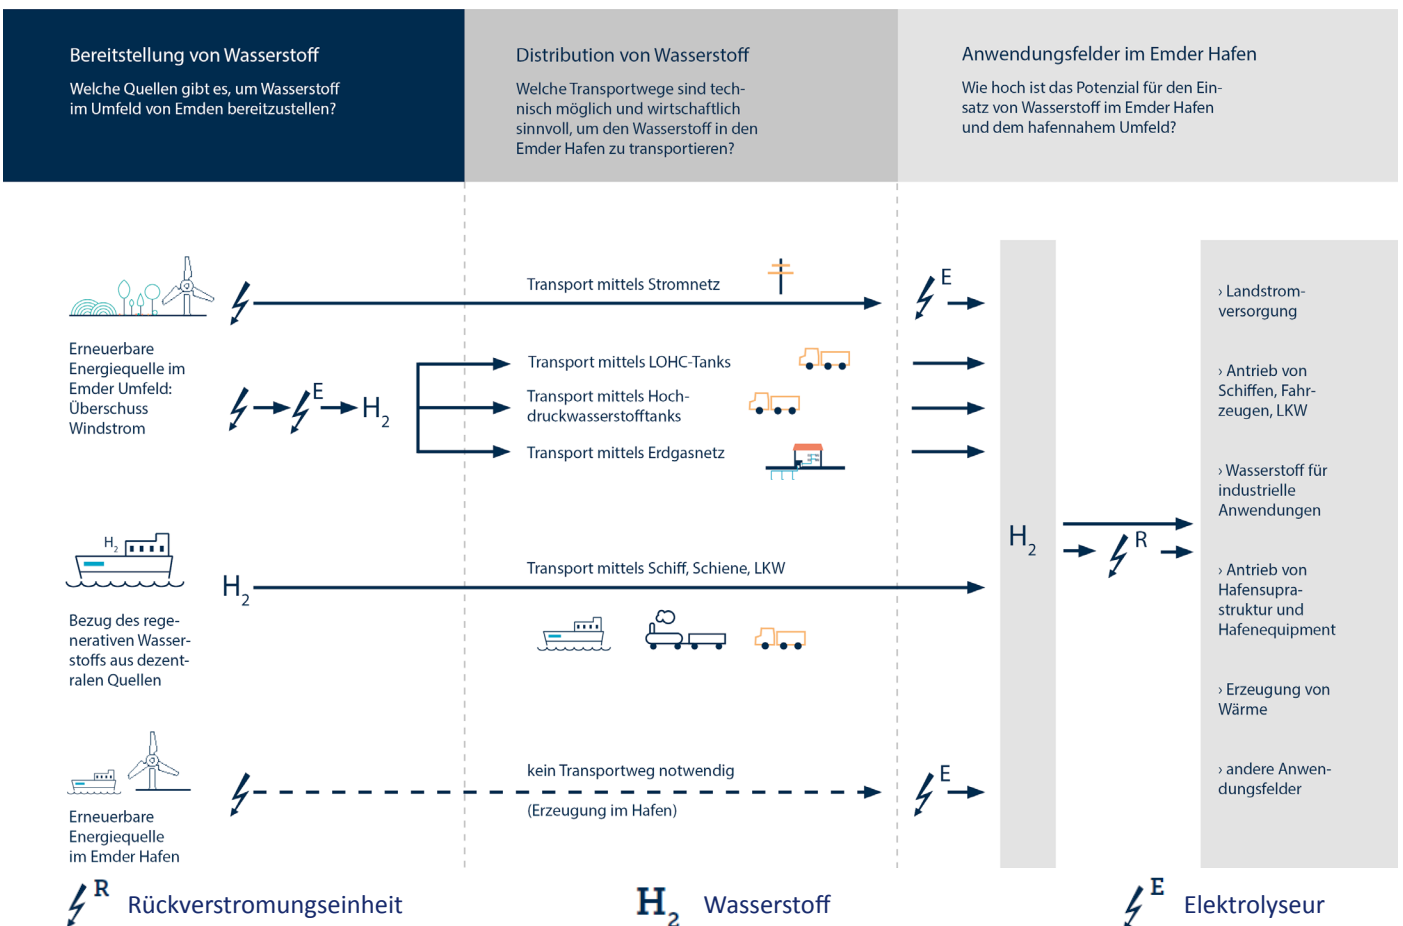 Bereitstellung von Wasserstoff
Welche Quellen gibt es, um Wasserstoff
im Umfeld von Emden bereitzustellen?
Distribution von Wasserstoff
Welche Transportwege sind tech-
nisch möglich und wirtschaftlich
sinnvoll, um den Wasserstoff in den
Emder Hafen zu transportieren?
Anwendungsfelder im Emder Hafen
Wie hoch ist das Potenzial für den Ein-
satz von Wasserstoff im Emder Hafen
und dem hafennahem Umfeld?
Transport mittels Stromnetz
E
Erneuerbare
Energiequelle im
Emder Umfeld:
Überschuss
Windstrom
E
H2
Transport mittels LOHC-Tanks
Transport mittels Hoch-
druckwasserstofftanks
Transport mittels Erdgasnetz
H2
Bezug des rege-
nerativen Wasser-
stoffs aus dezent-
ralen Quellen
H2
Transport mittels Schiff, Schiene, LKW
Erneuerbare
Energiequelle
im Emder Hafen
kein Transportweg notwendig
(Erzeugung im Hafen)
E
H2
R
› Landstrom-
versorgung
› Antrieb von
Schiffen, Fahr-
zeugen, LKW
› Wasserstoff für
industrielle
Anwendungen
› Antrieb von
Hafensupra-
struktur und
Hafenequipment
› Erzeugung von
Wärme
› andere Anwen-
dungsfelder
R Rückverstromungseinheit
H2 Wasserstoff
E Elektrolyseur